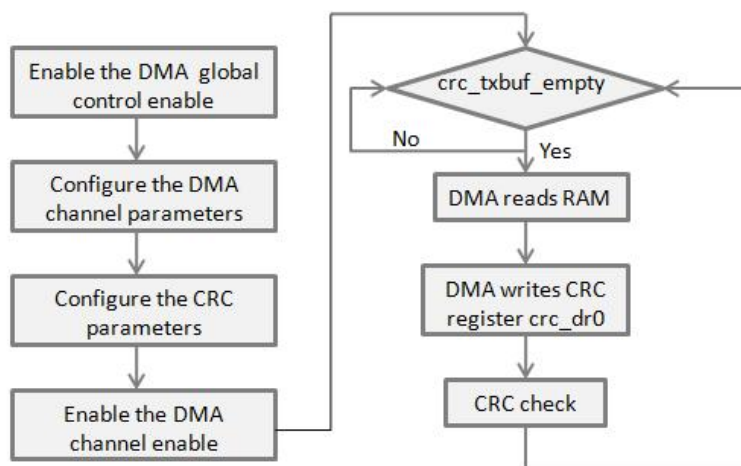 Enable the DMA global
control enable
Configure the DMA
channel parameters
Configure the CRC
parameters
Enable the DMA
channel enable
crc_txbuf_empty
No
Yes
DMA reads RAM
DMA writes CRC
register crc_dr0
CRC check